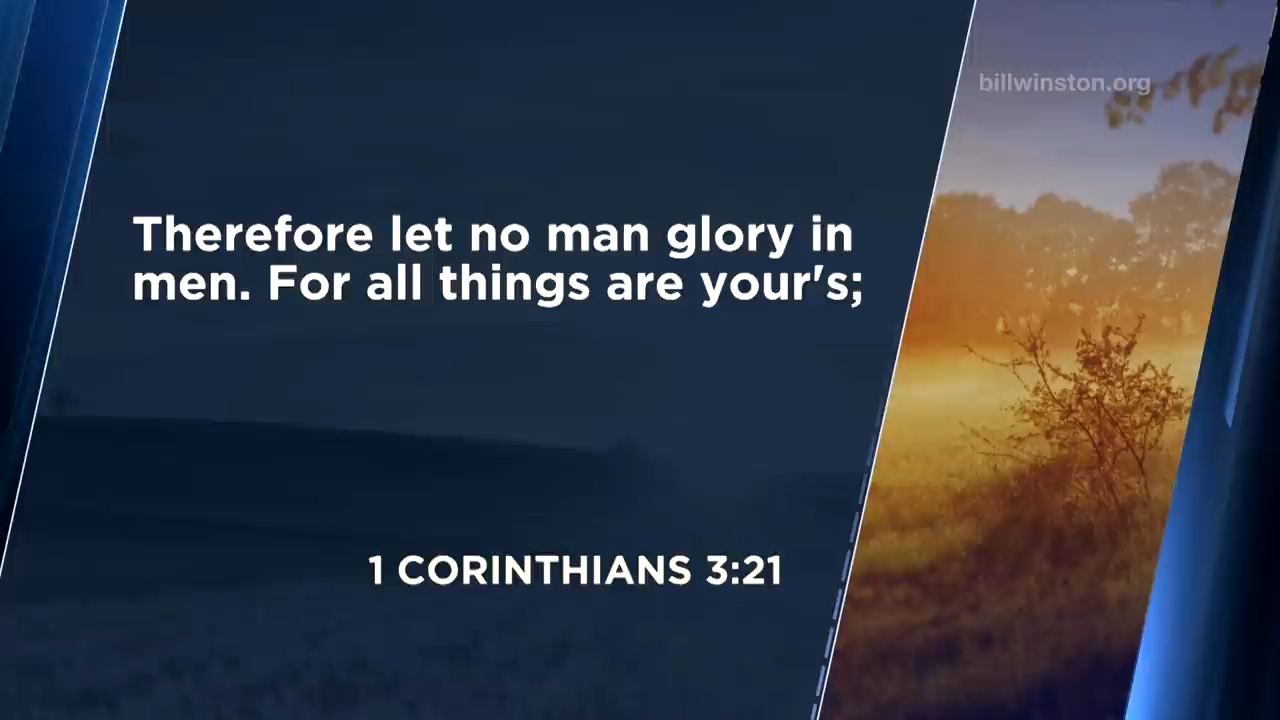 billwinston.org
Therefore let no man glory in
men. For all things are your's;
1 CORINTHIANS 3:21